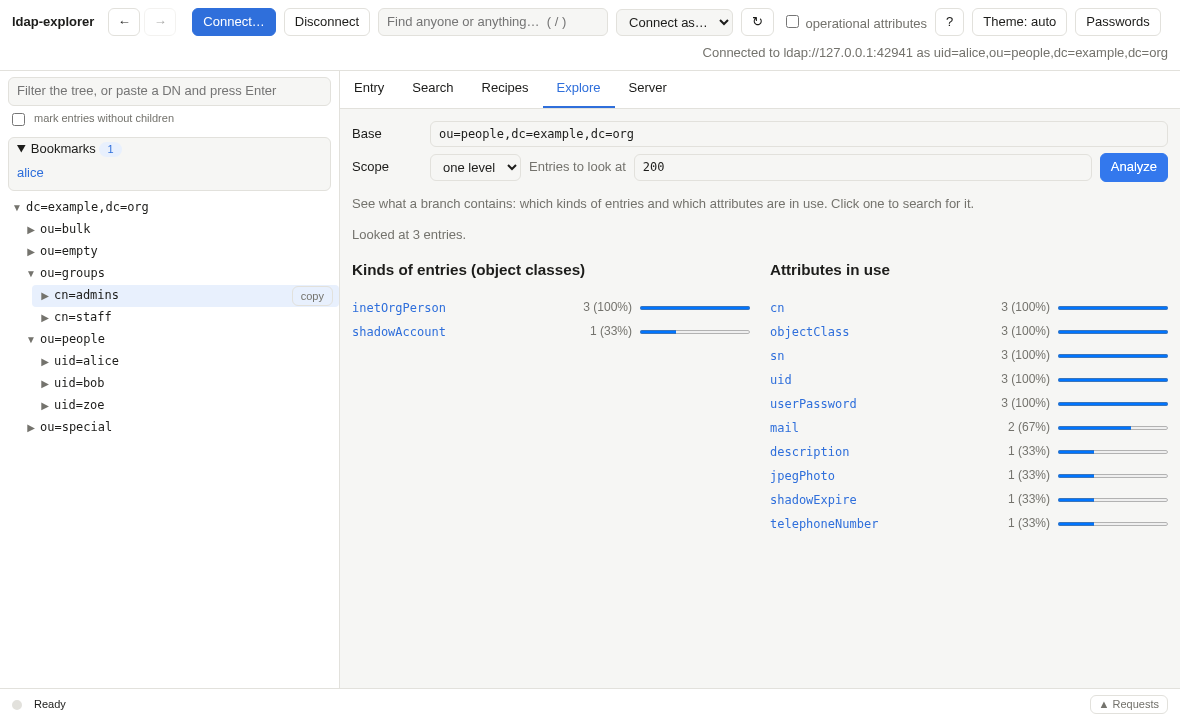 ldap-explorer ← → Connect… Disconnect Find anyone or anything… ( / ) Connect as… ↻ operational attributes ? Theme: auto Passwords
Connected to ldap://127.0.0.1:42941 as uid=alice,ou=people,dc=example,dc=org
Filter the tree, or paste a DN and press Enter
mark entries without children
▼ Bookmarks 1
alice
▼ dc=example,dc=org
▶ ou=bulk
▶ ou=empty
▼ ou=groups
▶ cn=admins copy
▶ cn=staff
▼ ou=people
▶ uid=alice
▶ uid=bob
▶ uid=zoe
▶ ou=special
Entry Search Recipes Explore Server
Base ou=people,dc=example,dc=org
Scope one level Entries to look at 200 Analyze
See what a branch contains: which kinds of entries and which attributes are in use. Click one to search for it.
Looked at 3 entries.
Kinds of entries (object classes)
inetOrgPerson 3 (100%)
shadowAccount 1 (33%)
Attributes in use
cn 3 (100%)
objectClass 3 (100%)
sn 3 (100%)
uid 3 (100%)
userPassword 3 (100%)
mail 2 (67%)
description 1 (33%)
jpegPhoto 1 (33%)
shadowExpire 1 (33%)
telephoneNumber 1 (33%)
Ready ▲ Requests